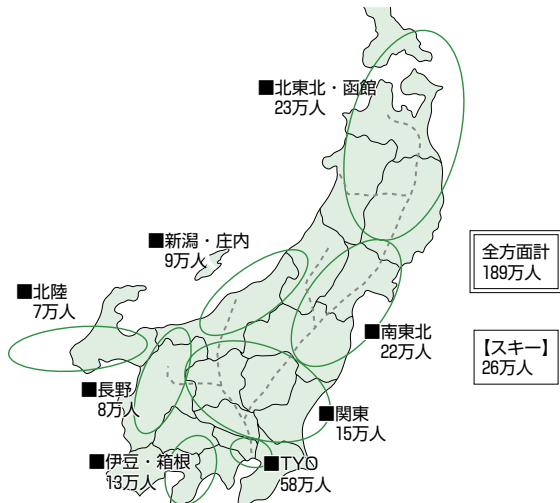 ■北東北・函館
23万人
■新潟・庄内
9万人
全方面計
189万人
■北陸
7万人
■南東北
22万人
【スキー】
26万人
■長野
8万人
■関東
15万人
■伊豆・箱根
13万人
■TYO
58万人